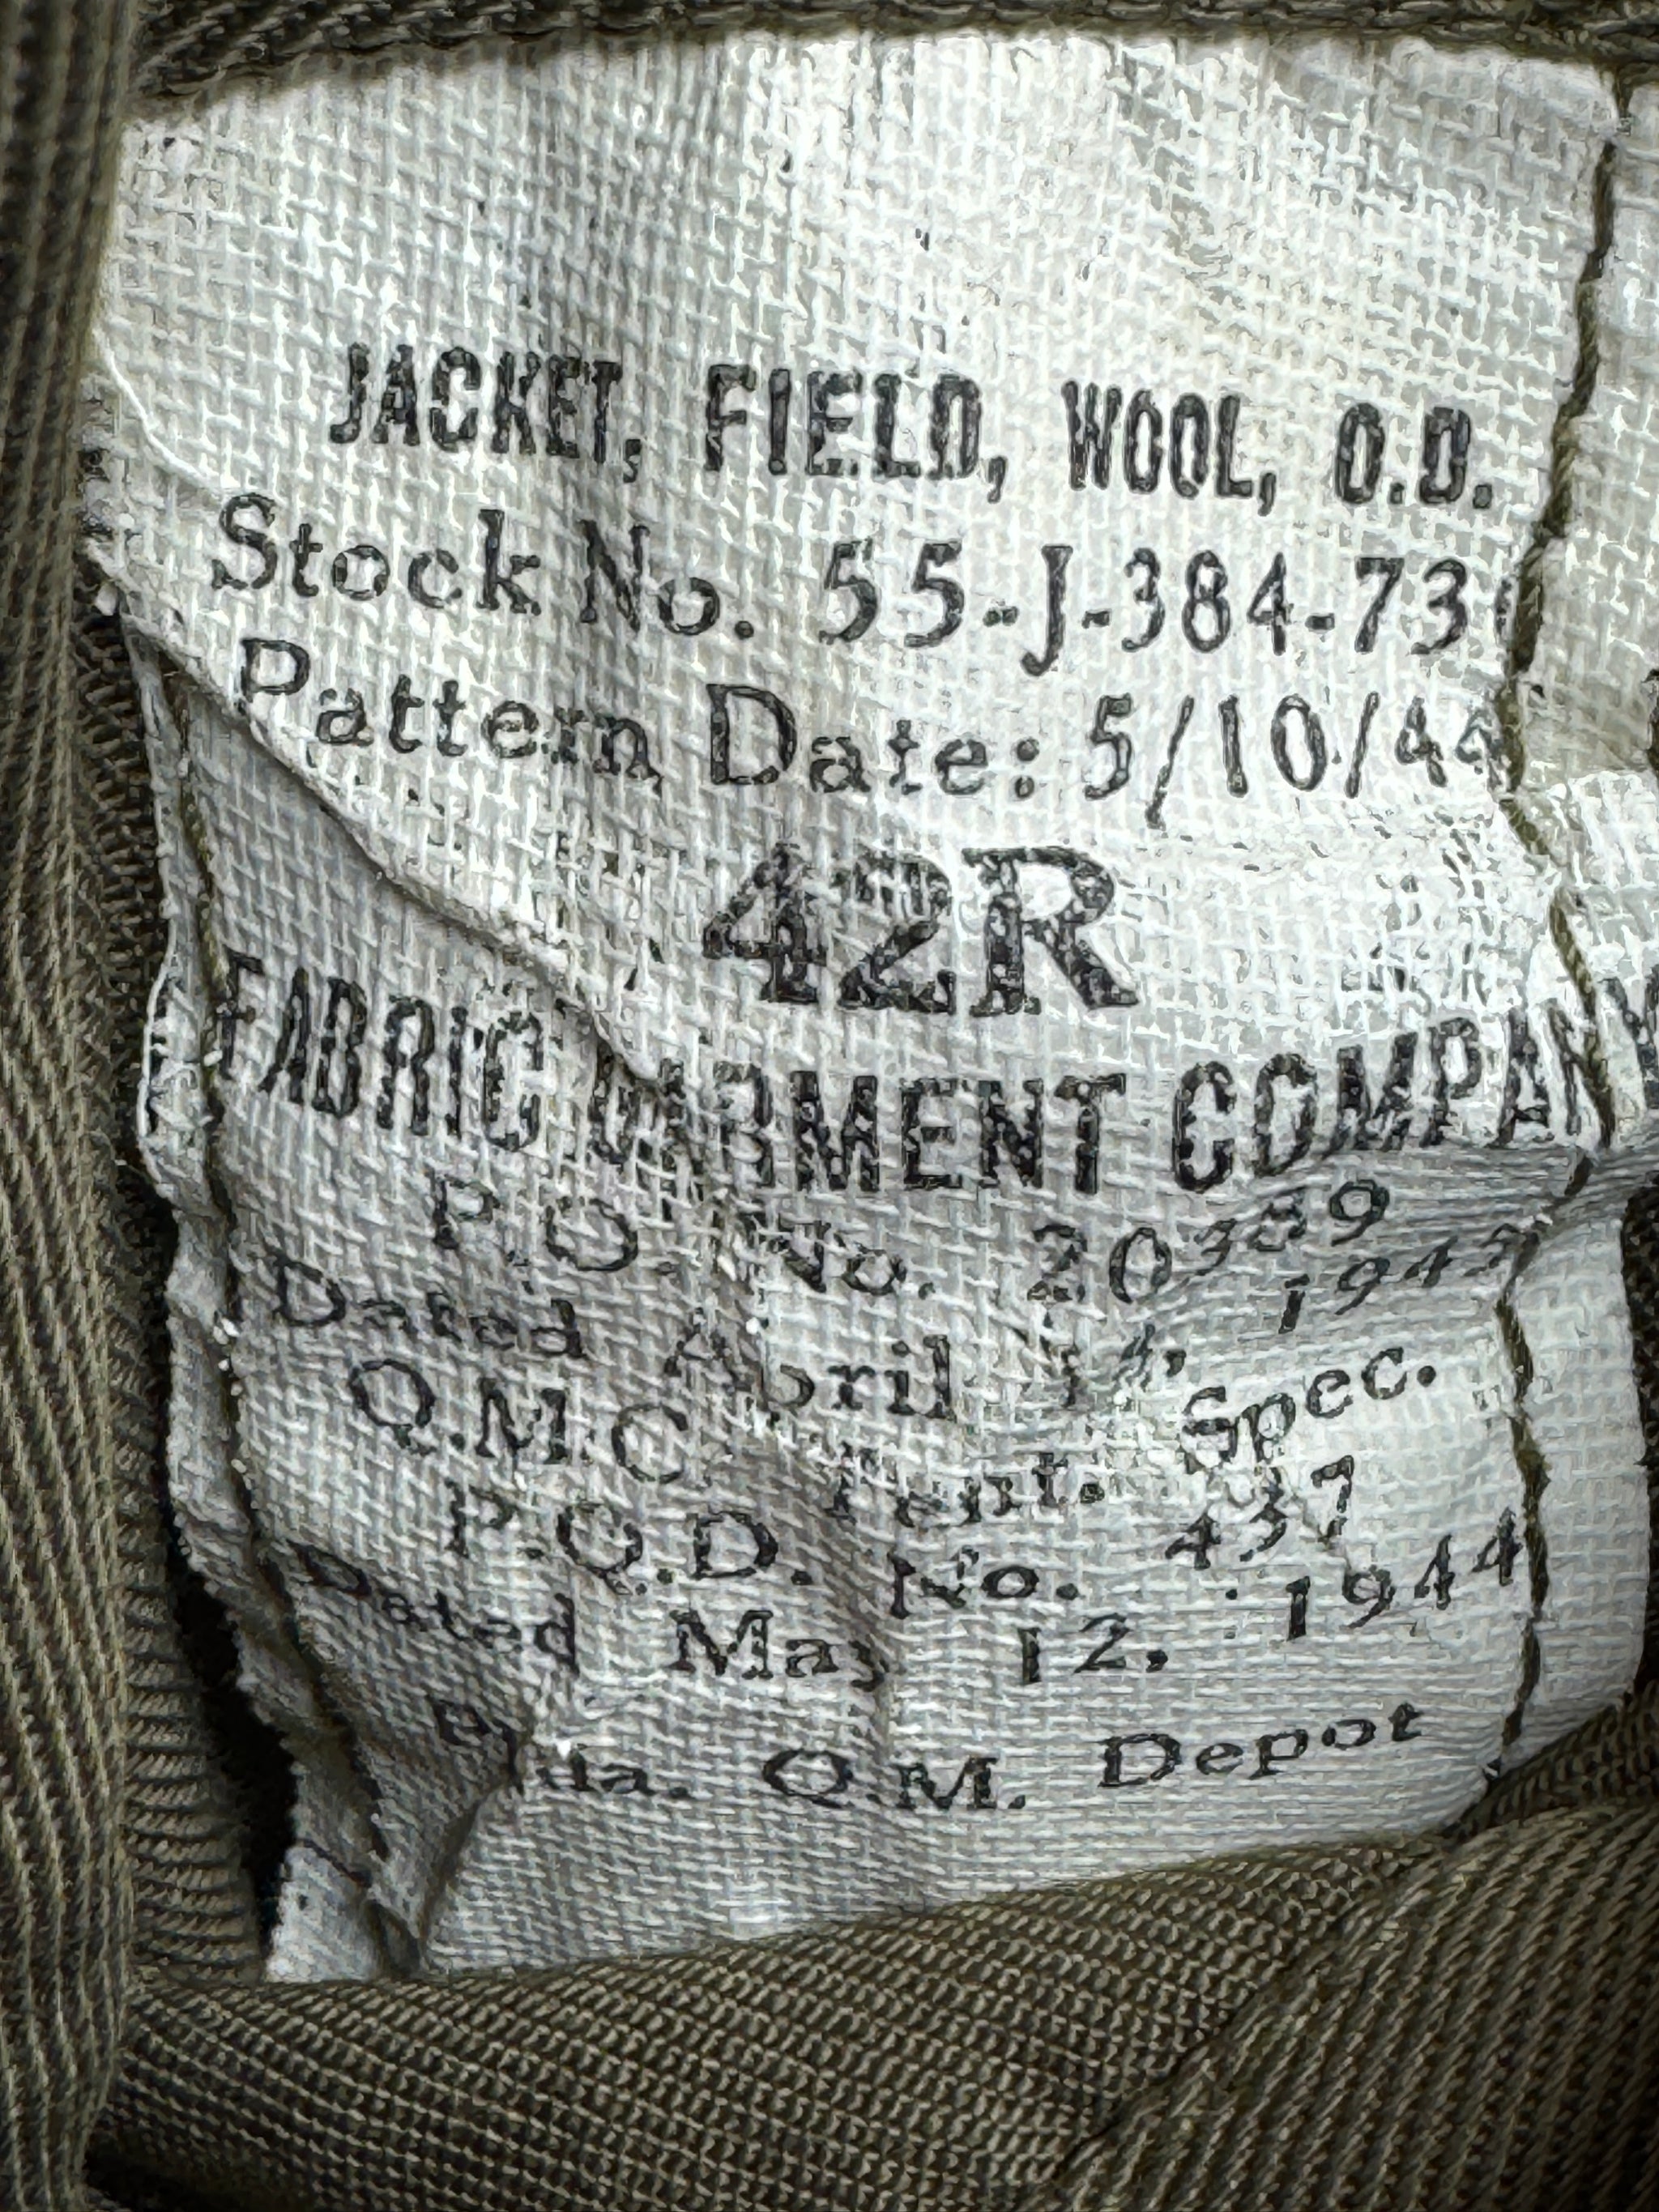 JACKET, FIELD, WOOL, O.D.
Stock No. 55-J-384-73
Pattern Date: 5/10/44
42R
FABRIC GARMENT COMPANY
P.O. No. 20389
Dated April 14, 1945
Q.M.C. Tent. Spec.
P.Q.D. No. 437
Dated May 12, 1944
Phila. Q.M. Depot